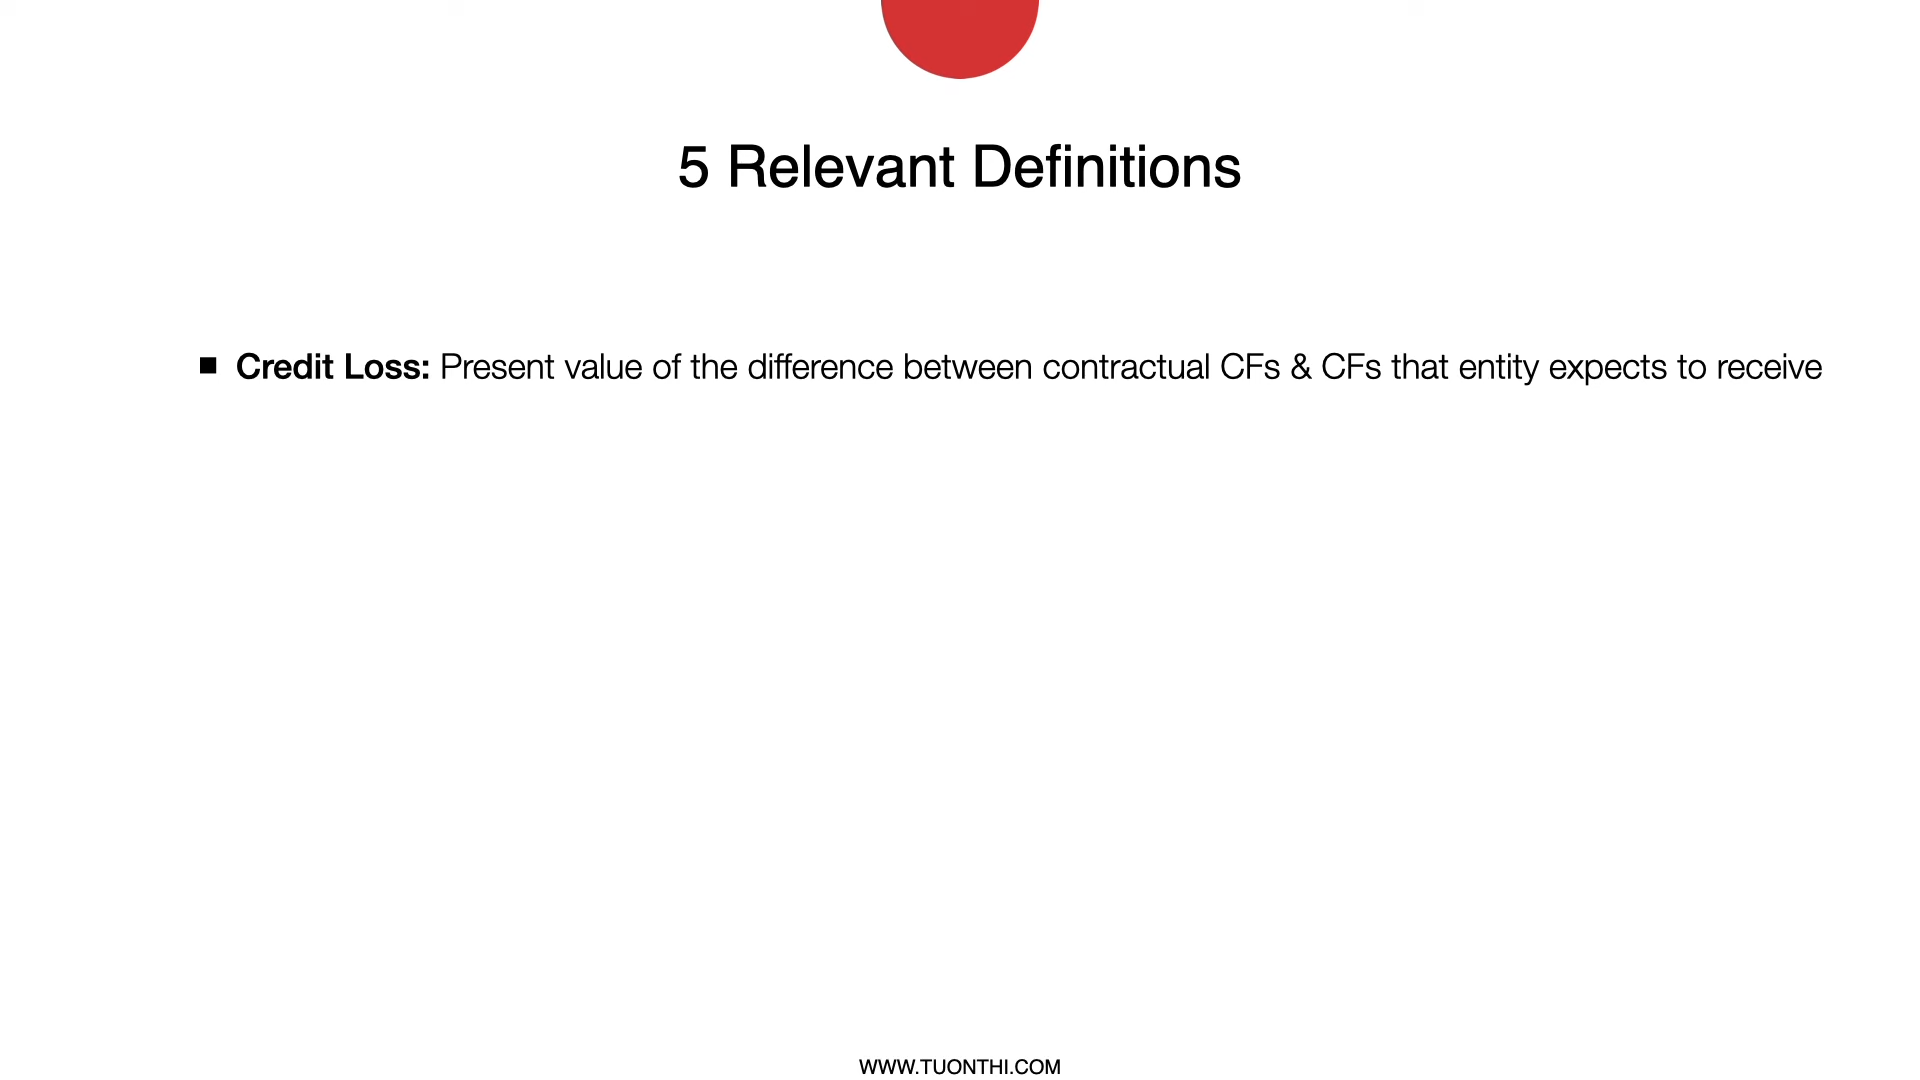 5 Relevant Definitions
■ Credit Loss: Present value of the difference between contractual CFs & CFs that entity expects to receive
WWW.TUONTHI.COM